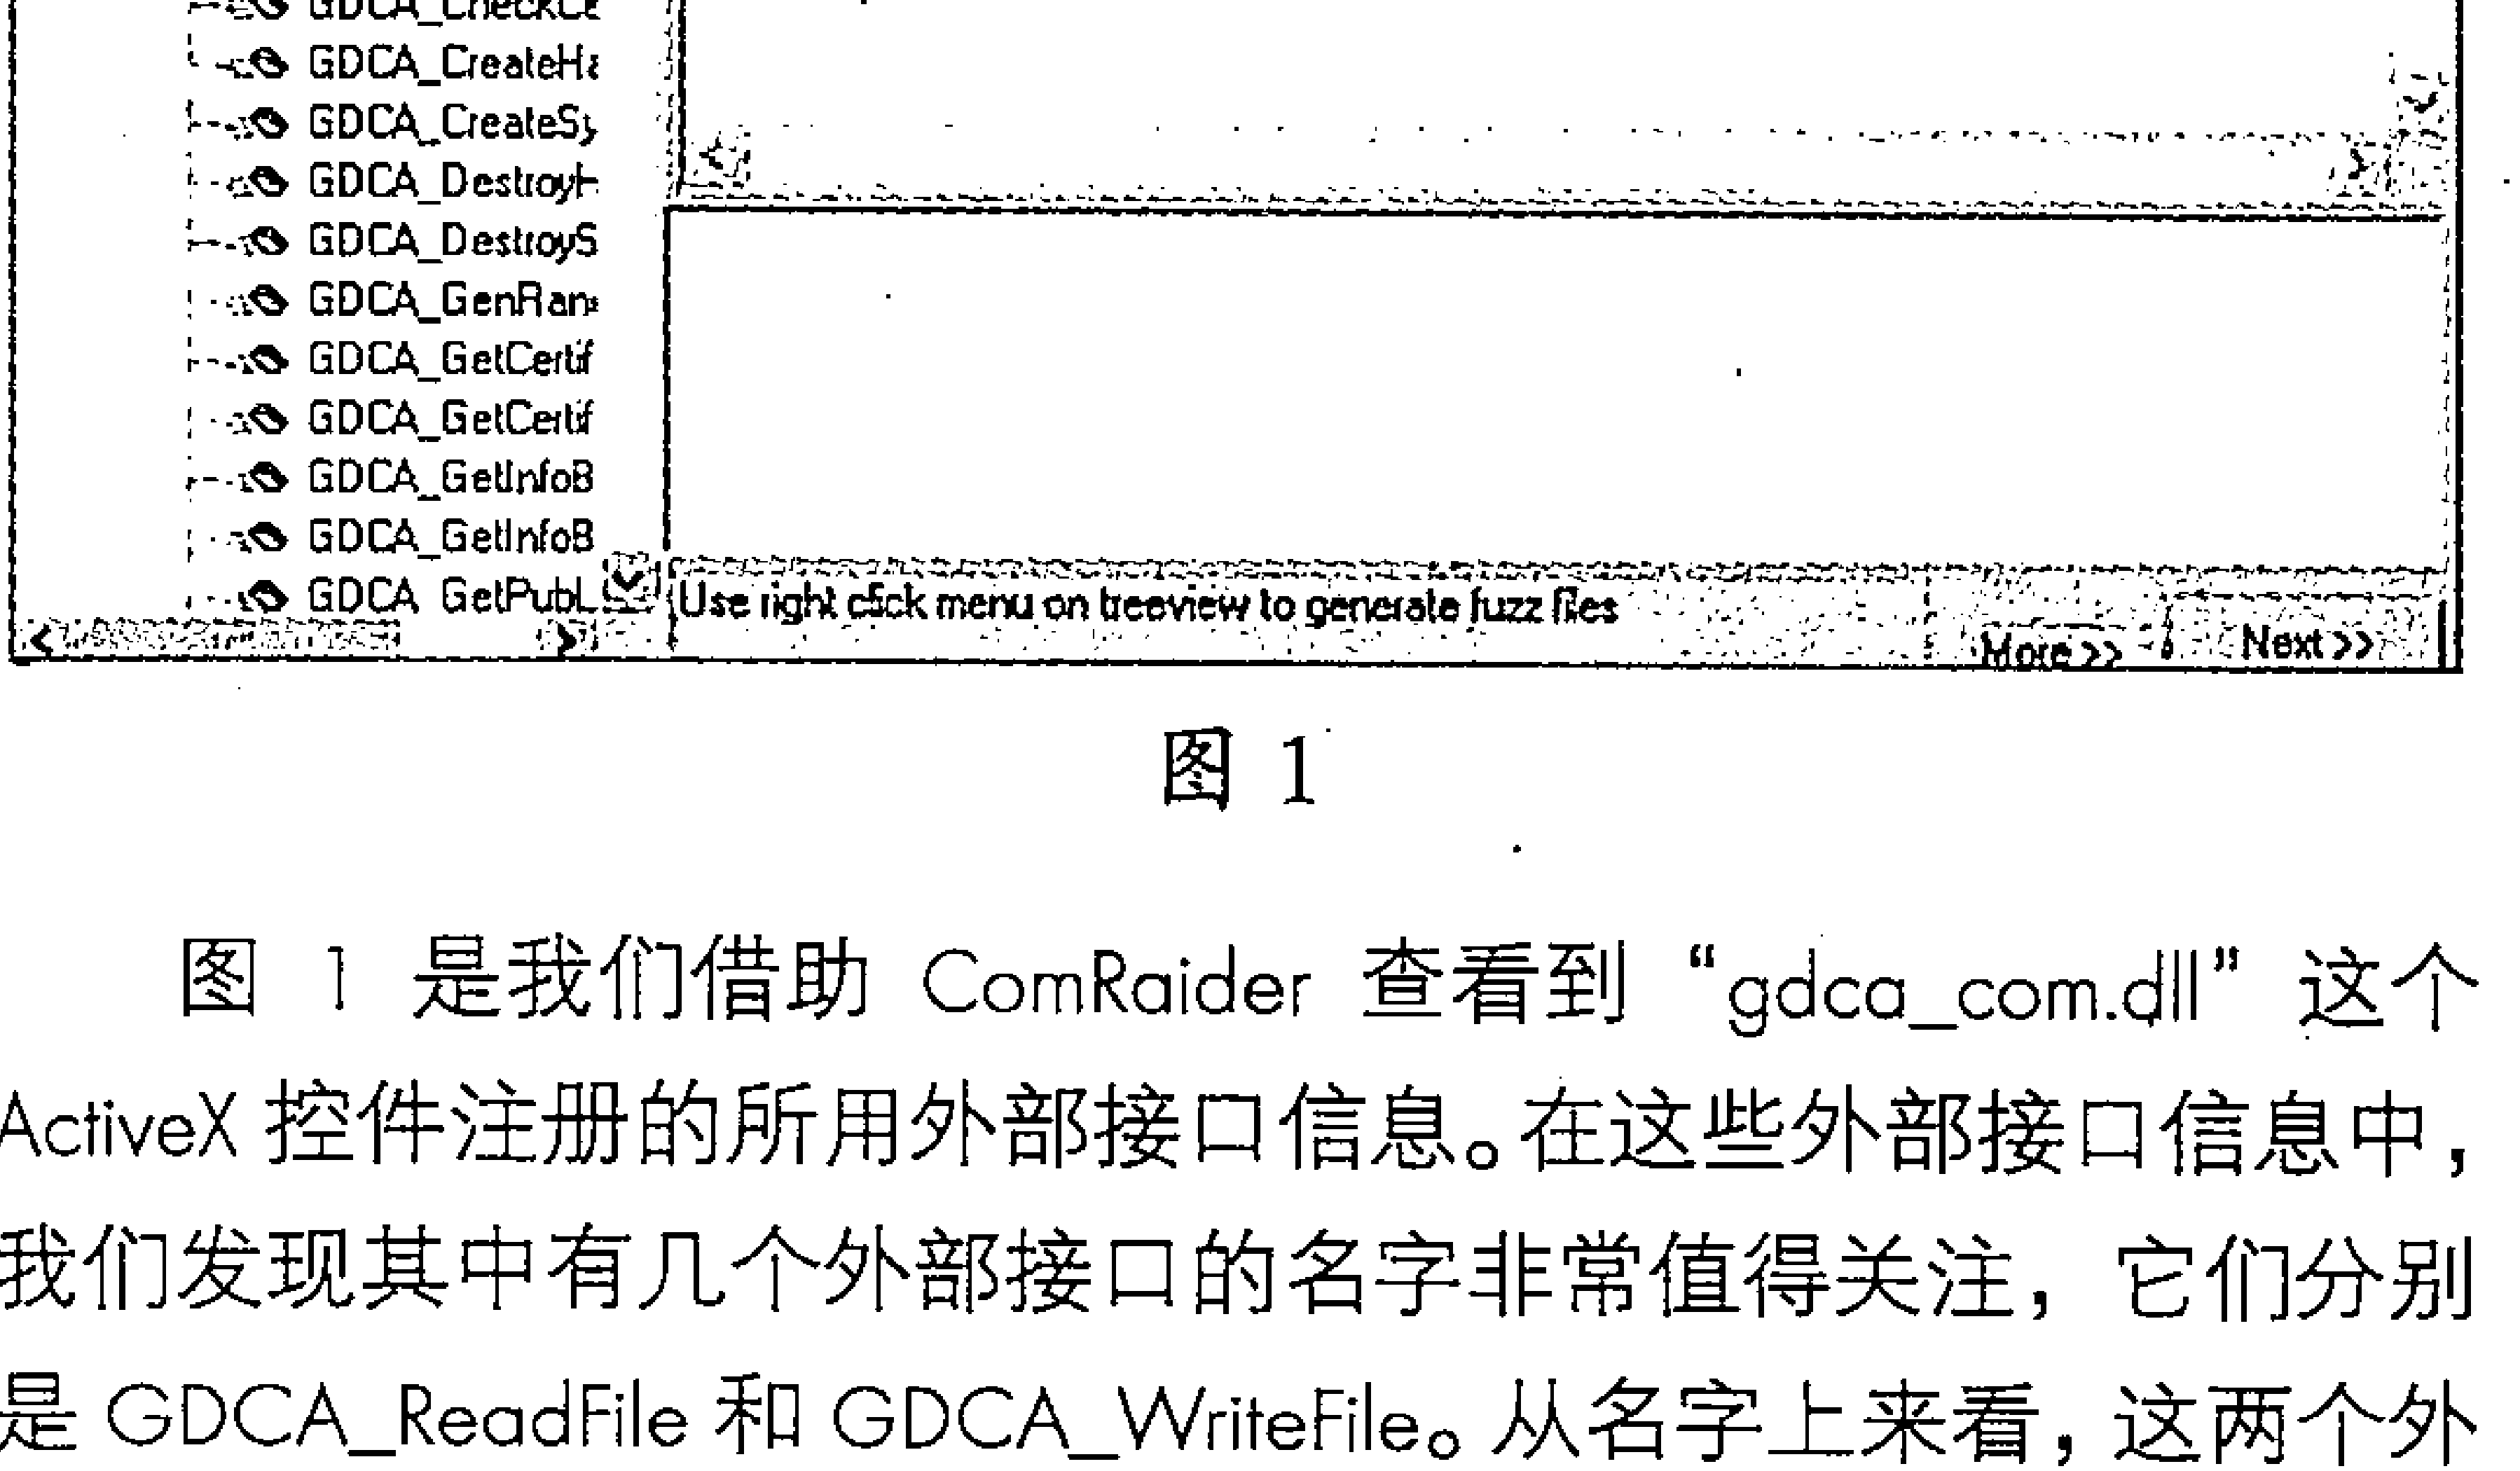 GDCA_CheckCe
GDCA_CreateHa
GDCA_CreateSy
GDCA_DestroyH
GDCA_DestroyS
GDCA_GenRan
GDCA_GetCertif
GDCA_GetCertif
GDCA_GetInfoB
GDCA_GetInfoB
GDCA_GetPubL
Use right click menu on treeview to generate fuzz files
More >>
Next >>
图 1
图 1 是我们借助 ComRaider 查看到 “gdca_com.dll” 这个
ActiveX 控件注册的所用外部接口信息。在这些外部接口信息中，
我们发现其中有几个外部接口的名字非常值得关注，它们分别
是 GDCA_ReadFile 和 GDCA_WriteFile。从名字上来看，这两个外